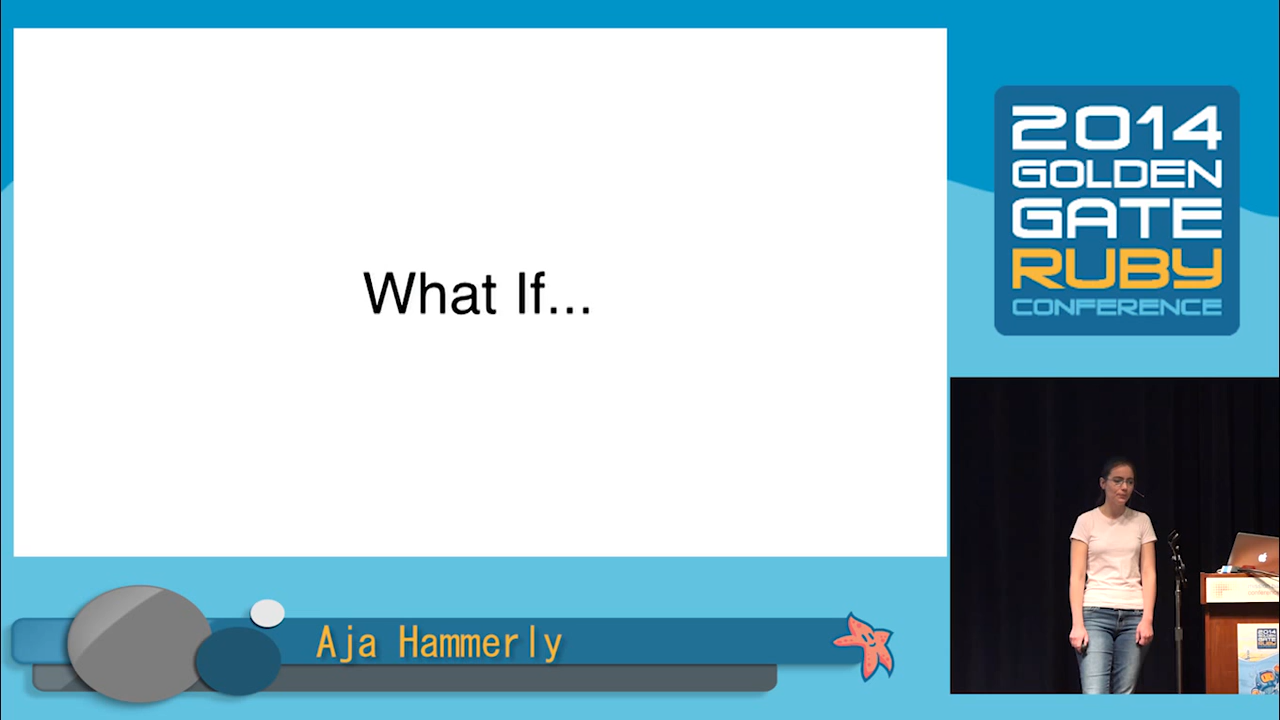 What If...
2014
GOLDEN
GATE
RUBY
CONFERENCE
Aja Hammerly